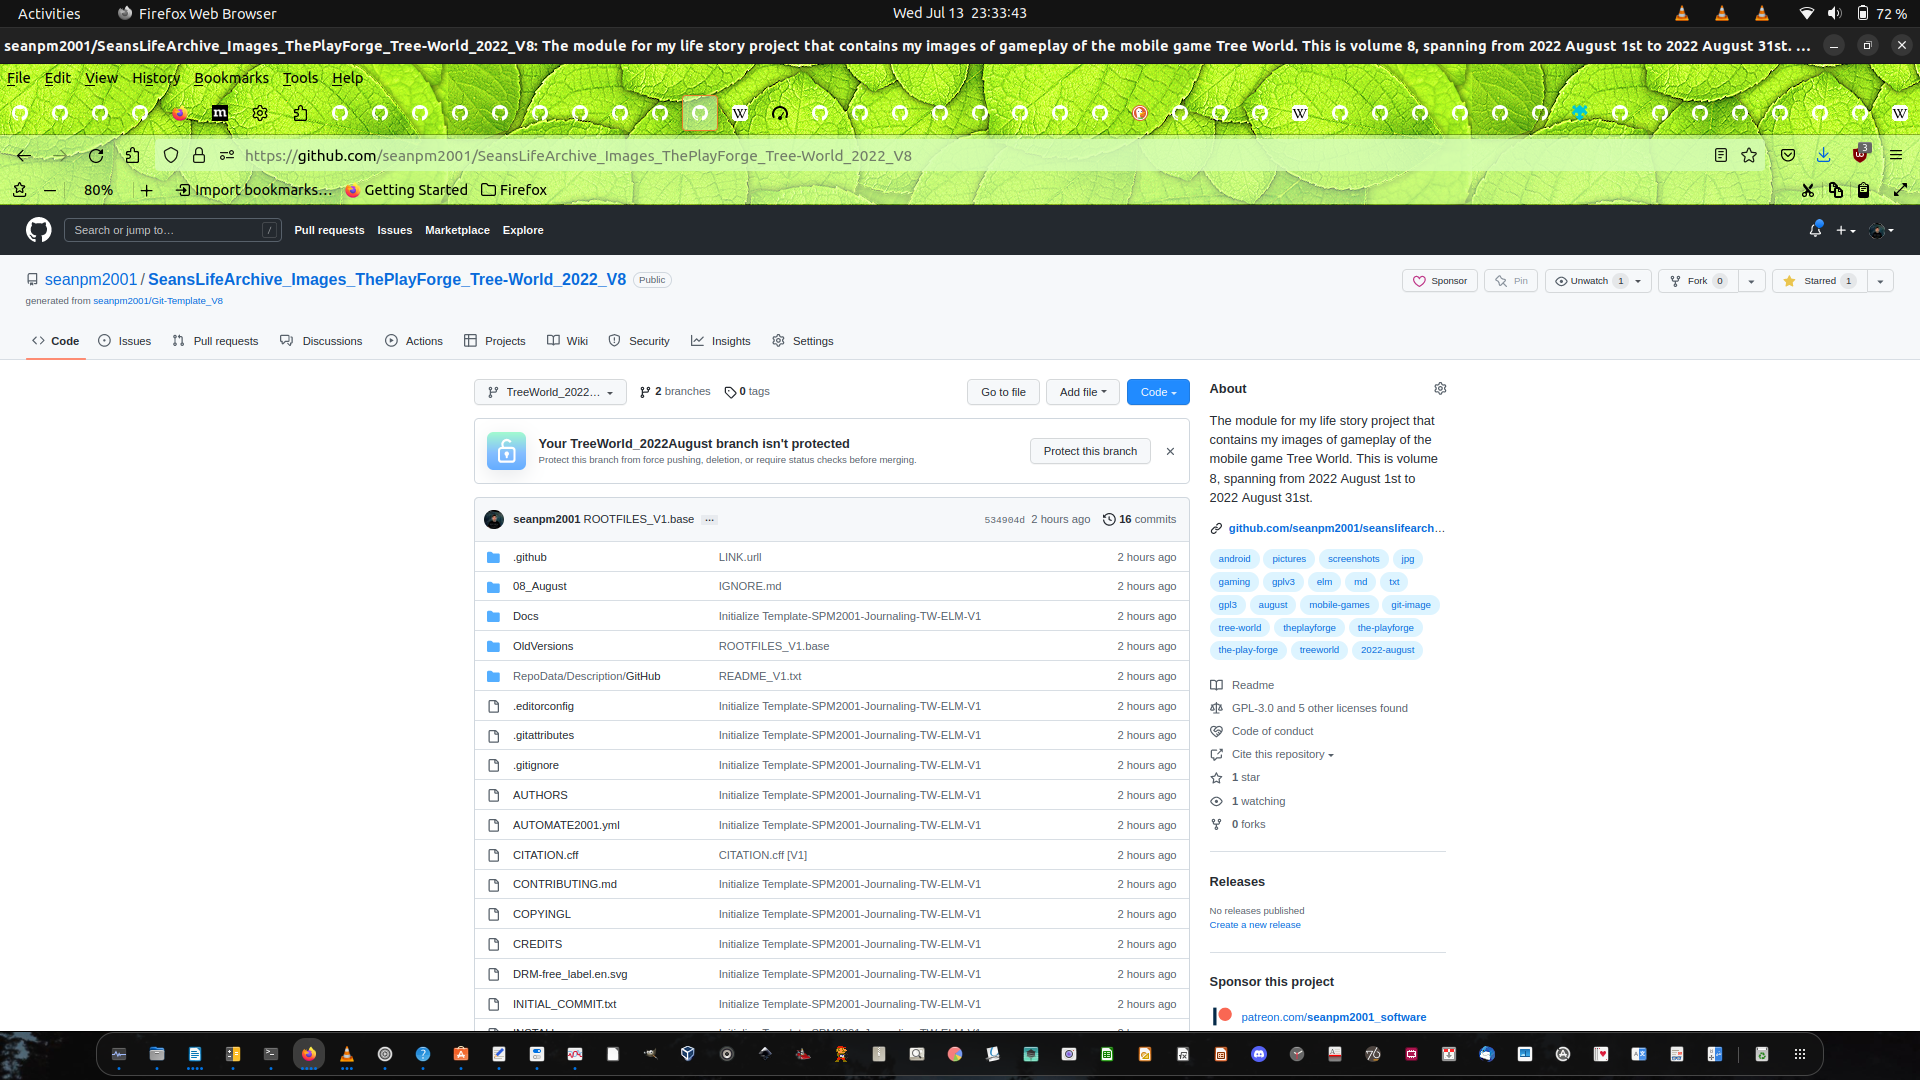 Activities
Firefox Web Browser
Wed Jul 13 23:33:43
72 %
seanpm2001/SeansLifeArchive_Images_ThePlayForge_Tree-World_2022_V8: The module for my life story project that contains my images of gameplay of the mobile game Tree World. This is volume 8, spanning from 2022 August 1st to 2022 August 31st. …
File Edit View History Bookmarks Tools Help
https://github.com/seanpm2001/SeansLifeArchive_Images_ThePlayForge_Tree-World_2022_V8
3
80%
Import bookmarks…
Getting Started
Firefox
Search or jump to…
/
Pull requests
Issues
Marketplace
Explore
seanpm2001 / SeansLifeArchive_Images_ThePlayForge_Tree-World_2022_V8
Public
generated from seanpm2001/Git-Template_V8
Sponsor
Pin
Unwatch 1
Fork 0
Starred 1
Code
Issues
Pull requests
Discussions
Actions
Projects
Wiki
Security
Insights
Settings
TreeWorld_2022…
2 branches
0 tags
Go to file
Add file
Code
Your TreeWorld_2022August branch isn't protected
Protect this branch from force pushing, deletion, or require status checks before merging.
Protect this branch
seanpm2001 ROOTFILES_V1.base …
534904d 2 hours ago
16 commits
.github LINK.urll 2 hours ago
08_August IGNORE.md 2 hours ago
Docs Initialize Template-SPM2001-Journaling-TW-ELM-V1 2 hours ago
OldVersions ROOTFILES_V1.base 2 hours ago
RepoData/Description/GitHub README_V1.txt 2 hours ago
.editorconfig Initialize Template-SPM2001-Journaling-TW-ELM-V1 2 hours ago
.gitattributes Initialize Template-SPM2001-Journaling-TW-ELM-V1 2 hours ago
.gitignore Initialize Template-SPM2001-Journaling-TW-ELM-V1 2 hours ago
AUTHORS Initialize Template-SPM2001-Journaling-TW-ELM-V1 2 hours ago
AUTOMATE2001.yml Initialize Template-SPM2001-Journaling-TW-ELM-V1 2 hours ago
CITATION.cff CITATION.cff [V1] 2 hours ago
CONTRIBUTING.md Initialize Template-SPM2001-Journaling-TW-ELM-V1 2 hours ago
COPYINGL Initialize Template-SPM2001-Journaling-TW-ELM-V1 2 hours ago
CREDITS Initialize Template-SPM2001-Journaling-TW-ELM-V1 2 hours ago
DRM-free_label.en.svg Initialize Template-SPM2001-Journaling-TW-ELM-V1 2 hours ago
INITIAL_COMMIT.txt Initialize Template-SPM2001-Journaling-TW-ELM-V1 2 hours ago
About
The module for my life story project that
contains my images of gameplay of the
mobile game Tree World. This is volume
8, spanning from 2022 August 1st to
2022 August 31st.
github.com/seanpm2001/seanslifearch…
android pictures screenshots jpg
gaming gplv3 elm md txt
gpl3 august mobile-games git-image
tree-world theplayforge the-playforge
the-play-forge treeworld 2022-august
Readme
GPL-3.0 and 5 other licenses found
Code of conduct
Cite this repository
1 star
1 watching
0 forks
Releases
No releases published
Create a new release
Sponsor this project
patreon.com/seanpm2001_software